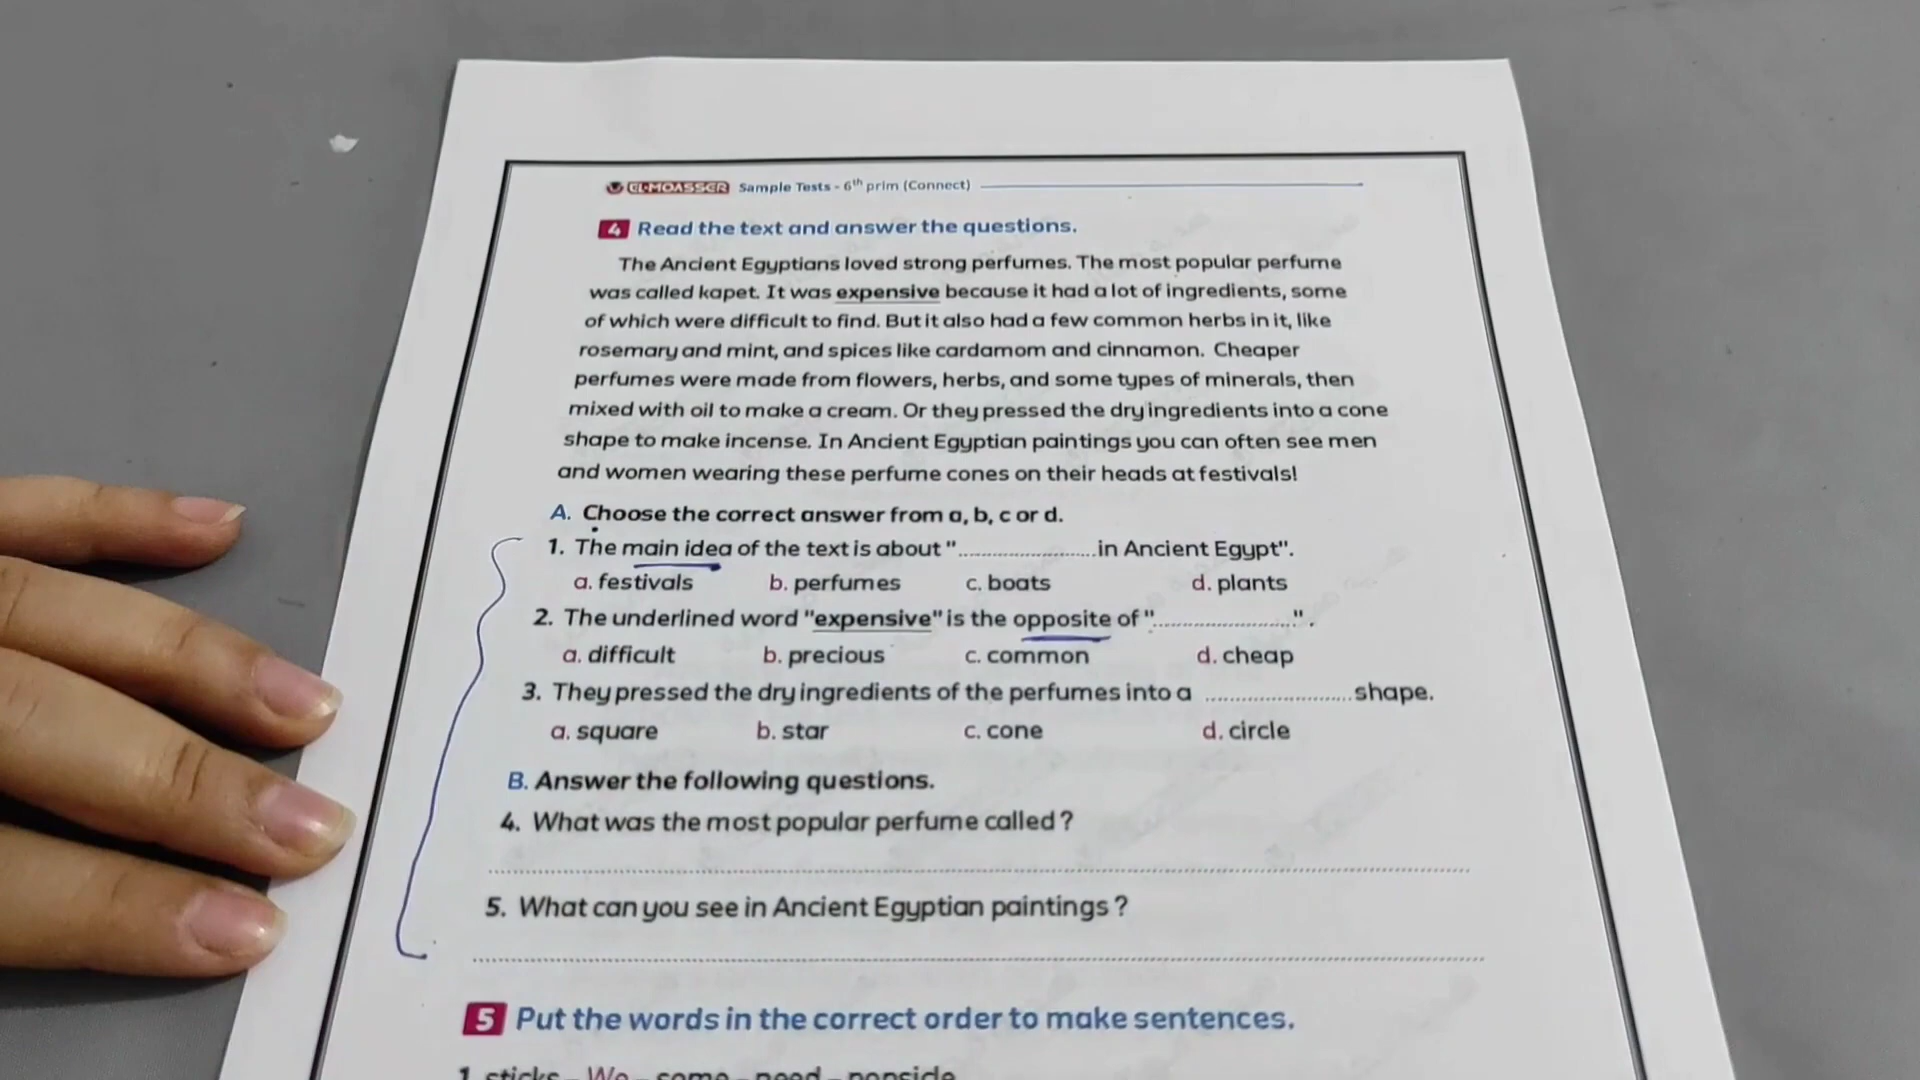 EL-MOASSER Sample Tests - 6th prim (Connect)
4 Read the text and answer the questions.
The Ancient Egyptians loved strong perfumes. The most popular perfume
was called kapet. It was expensive because it had a lot of ingredients, some
of which were difficult to find. But it also had a few common herbs in it, like
rosemary and mint, and spices like cardamom and cinnamon. Cheaper
perfumes were made from flowers, herbs, and some types of minerals, then
mixed with oil to make a cream. Or they pressed the dry ingredients into a cone
shape to make incense. In Ancient Egyptian paintings you can often see men
and women wearing these perfume cones on their heads at festivals!
A. Choose the correct answer from a, b, c or d.
1. The main idea of the text is about "......................in Ancient Egypt".
a. festivals b. perfumes c. boats d. plants
2. The underlined word "expensive" is the opposite of "......................".
a. difficult b. precious c. common d. cheap
3. They pressed the dry ingredients of the perfumes into a ...................... shape.
a. square b. star c. cone d. circle
B. Answer the following questions.
4. What was the most popular perfume called ?
5. What can you see in Ancient Egyptian paintings ?
5 Put the words in the correct order to make sentences.
1. sticks - We - some - need - popsicle